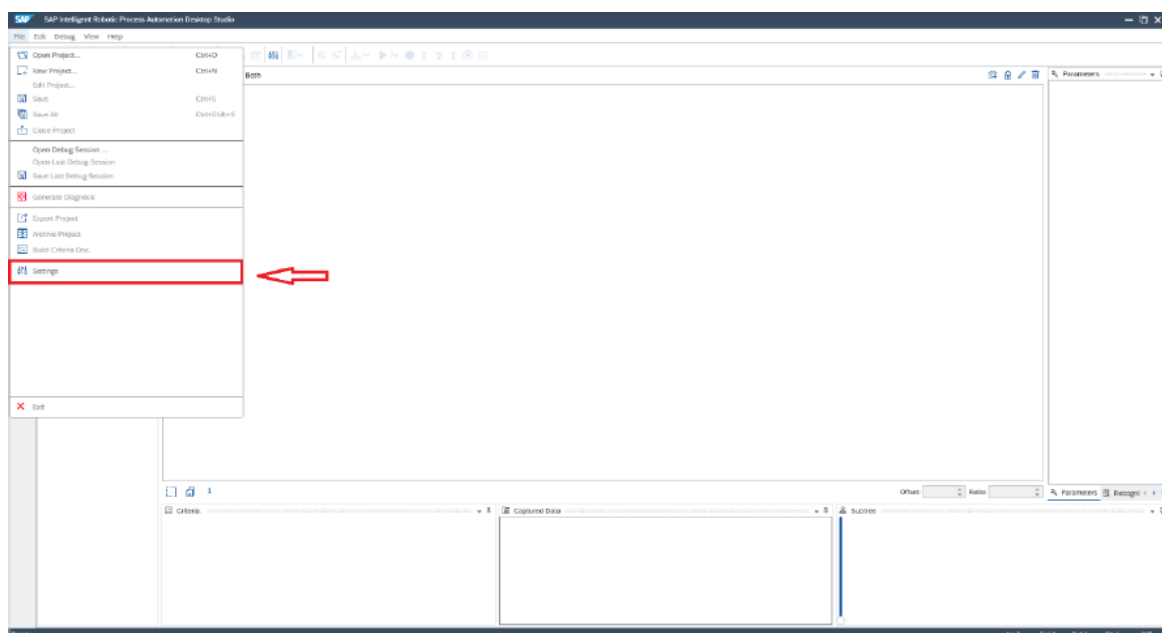 SAP SAP Intelligent Robotic Process Automation Desktop Studio
File Edit Debug View Help
Open Project... Ctrl+O
New Project... Ctrl+N
Both
Parameters
Edit Project...
Save Ctrl+S
Save All Ctrl+Shift+S
Close Project
Open Debug Session ...
Open Last Debug Session
Save Last Debug Session
Generate Diagnosis
Export Project
Archive Project
Build Criteria Doc.
Settings
Exit
Offset: Ratio: Parameters Recogni
Criteria Captured Data Subtree